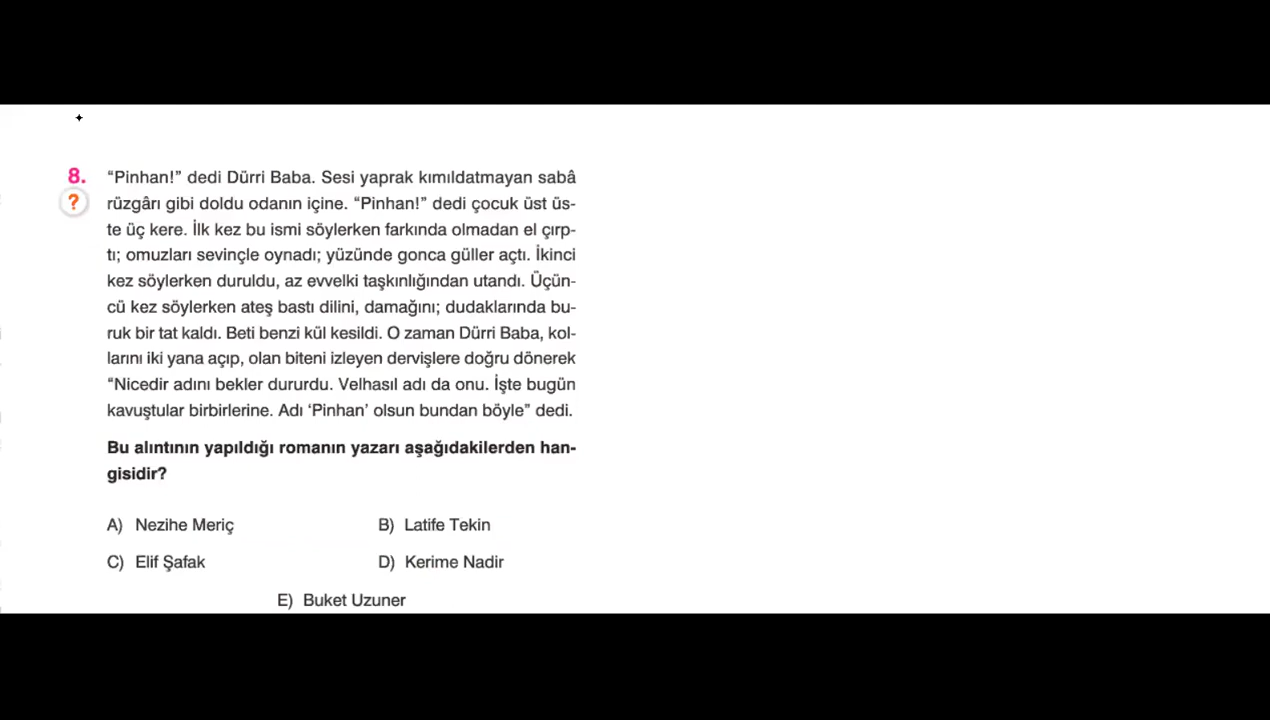 8. “Pinhan!” dedi Dürri Baba. Sesi yaprak kımıldatmayan sabâ
? rüzgârı gibi doldu odanın içine. “Pinhan!” dedi çocuk üst üs-
te üç kere. İlk kez bu ismi söylerken farkında olmadan el çırp-
tı; omuzları sevinçle oynadı; yüzünde gonca güller açtı. İkinci
kez söylerken duruldu, az evvelki taşkınlığından utandı. Üçün-
cü kez söylerken ateş bastı dilini, damağını; dudaklarında bu-
ruk bir tat kaldı. Beti benzi kül kesildi. O zaman Dürri Baba, kol-
larını iki yana açıp, olan biteni izleyen dervişlere doğru dönerek
“Nicedir adını bekler dururdu. Velhasıl adı da onu. İşte bugün
kavuştular birbirlerine. Adı ‘Pinhan’ olsun bundan böyle” dedi.
Bu alıntının yapıldığı romanın yazarı aşağıdakilerden han-
gisidir?
A) Nezihe Meriç B) Latife Tekin
C) Elif Şafak D) Kerime Nadir
E) Buket Uzuner